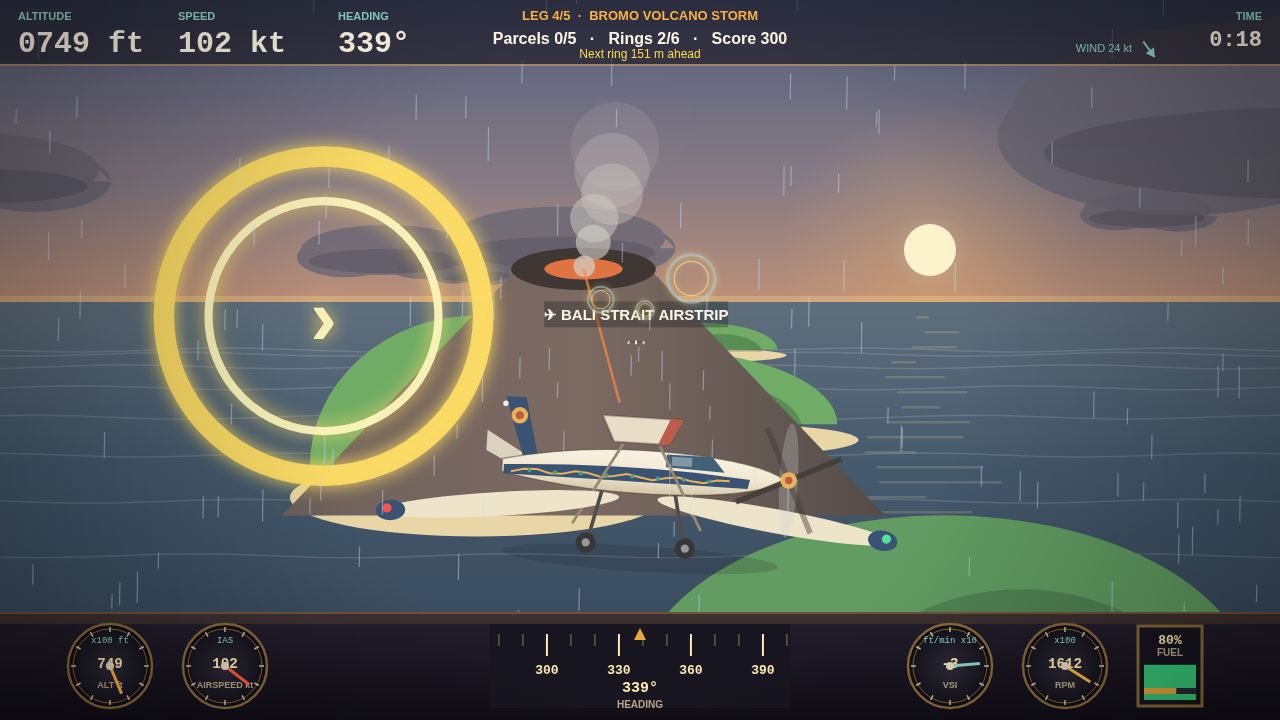 ALTITUDE
0749 ft
SPEED
102 kt
HEADING
339°
LEG 4/5 · BROMO VOLCANO STORM
Parcels 0/5 · Rings 2/6 · Score 300
Next ring 151 m ahead
WIND 24 kt
TIME
0:18
✈ BALI STRAIT AIRSTRIP
x100 ft
749
ALT ft
IAS
102
AIRSPEED kt
300 330 360 390
339°
HEADING
ft/min x10
3
VSI
x100
1612
RPM
80%
FUEL